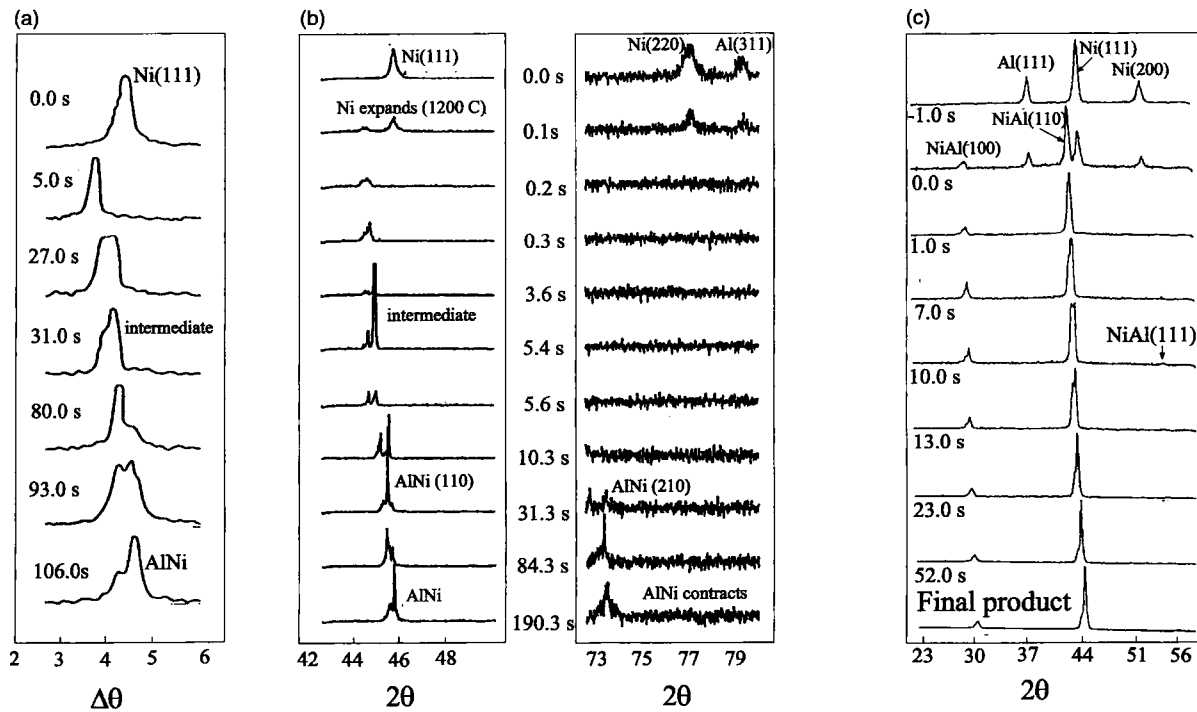 (a)
Ni(111)
0.0 s
5.0 s
27.0 s
31.0 s
intermediate
80.0 s
93.0 s
106.0s
AlNi
2 3 4 5 6
Δθ
(b)
Ni(111)
Ni expands (1200 C)
intermediate
AlNi (110)
AlNi
42 44 46 48
2θ
0.0 s
0.1s
0.2 s
0.3 s
3.6 s
5.4 s
5.6 s
10.3 s
31.3 s
84.3 s
190.3 s
Ni(220) Al(311)
AlNi (210)
AlNi contracts
73 75 77 79
2θ
(c)
Al(111)
Ni(111)
Ni(200)
-1.0 s
NiAl(110)
NiAl(100)
0.0 s
1.0 s
7.0 s
NiAl(111)
10.0 s
13.0 s
23.0 s
52.0 s
Final product
23 30 37 44 51 56
2θ